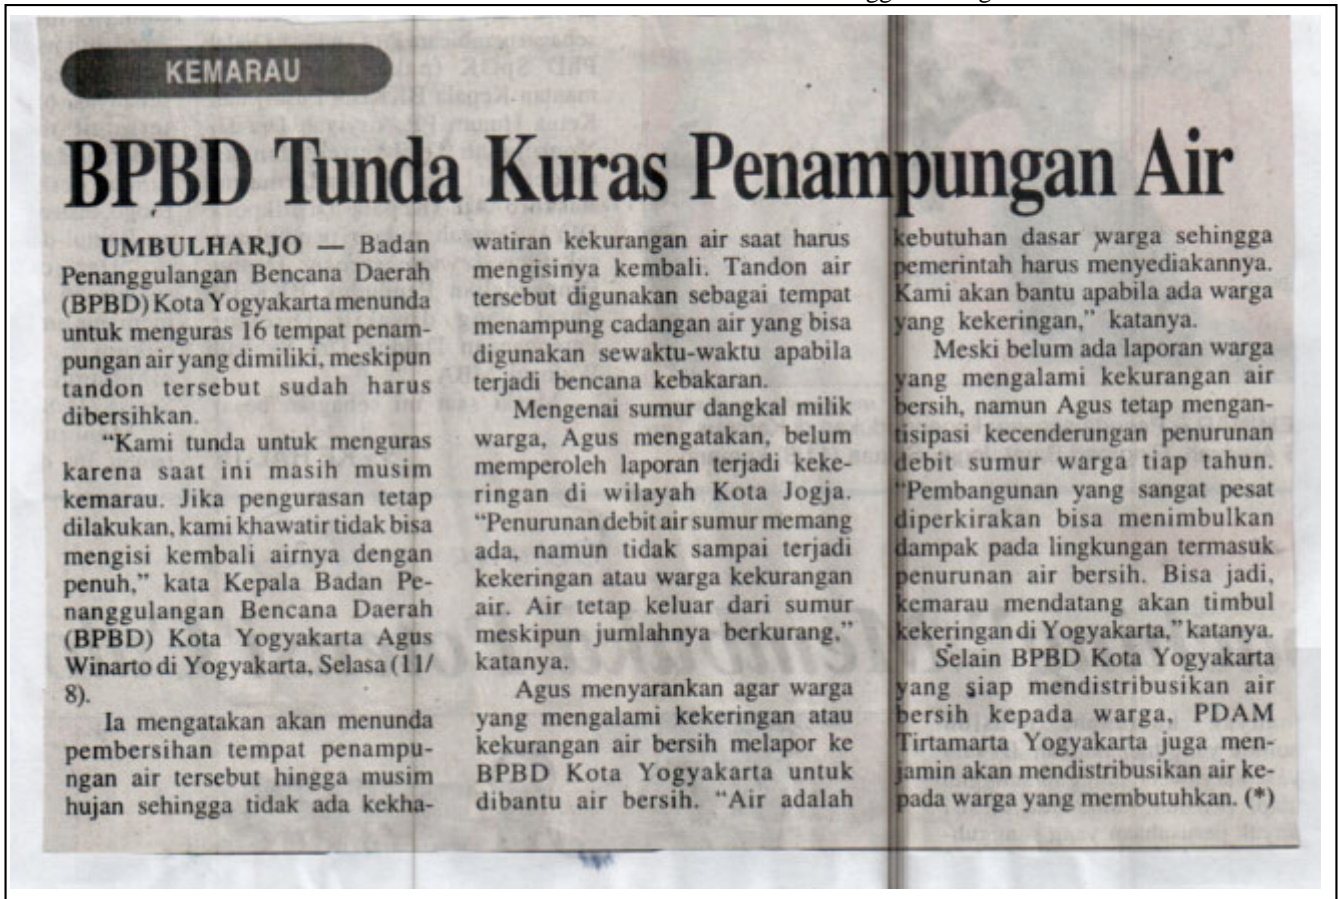 KEMARAU
BPBD Tunda Kuras Penampungan Air
UMBULHARJO — Badan
Penanggulangan Bencana Daerah
(BPBD) Kota Yogyakarta menunda
untuk menguras 16 tempat penam-
pungan air yang dimiliki, meskipun
tandon tersebut sudah harus
dibersihkan.
“Kami tunda untuk menguras
karena saat ini masih musim
kemarau. Jika pengurasan tetap
dilakukan, kami khawatir tidak bisa
mengisi kembali airnya dengan
penuh,” kata Kepala Badan Pe-
nanggulangan Bencana Daerah
(BPBD) Kota Yogyakarta Agus
Winarto di Yogyakarta, Selasa (11/
8).
Ia mengatakan akan menunda
pembersihan tempat penampu-
ngan air tersebut hingga musim
hujan sehingga tidak ada kekha-
watiran kekurangan air saat harus
mengisinya kembali. Tandon air
tersebut digunakan sebagai tempat
menampung cadangan air yang bisa
digunakan sewaktu-waktu apabila
terjadi bencana kebakaran.
Mengenai sumur dangkal milik
warga, Agus mengatakan, belum
memperoleh laporan terjadi keke-
ringan di wilayah Kota Jogja.
“Penurunan debit air sumur memang
ada, namun tidak sampai terjadi
kekeringan atau warga kekurangan
air. Air tetap keluar dari sumur
meskipun jumlahnya berkurang,”
katanya.
Agus menyarankan agar warga
yang mengalami kekeringan atau
kekurangan air bersih melapor ke
BPBD Kota Yogyakarta untuk
dibantu air bersih. “Air adalah
kebutuhan dasar warga sehingga
pemerintah harus menyediakannya.
Kami akan bantu apabila ada warga
yang kekeringan,” katanya.
Meski belum ada laporan warga
yang mengalami kekurangan air
bersih, namun Agus tetap mengan-
tisipasi kecenderungan penurunan
debit sumur warga tiap tahun.
“Pembangunan yang sangat pesat
diperkirakan bisa menimbulkan
dampak pada lingkungan termasuk
penurunan air bersih. Bisa jadi,
kemarau mendatang akan timbul
kekeringan di Yogyakarta,” katanya.
Selain BPBD Kota Yogyakarta
yang siap mendistribusikan air
bersih kepada warga, PDAM
Tirtamarta Yogyakarta juga men-
jamin akan mendistribusikan air ke-
pada warga yang membutuhkan. (*)